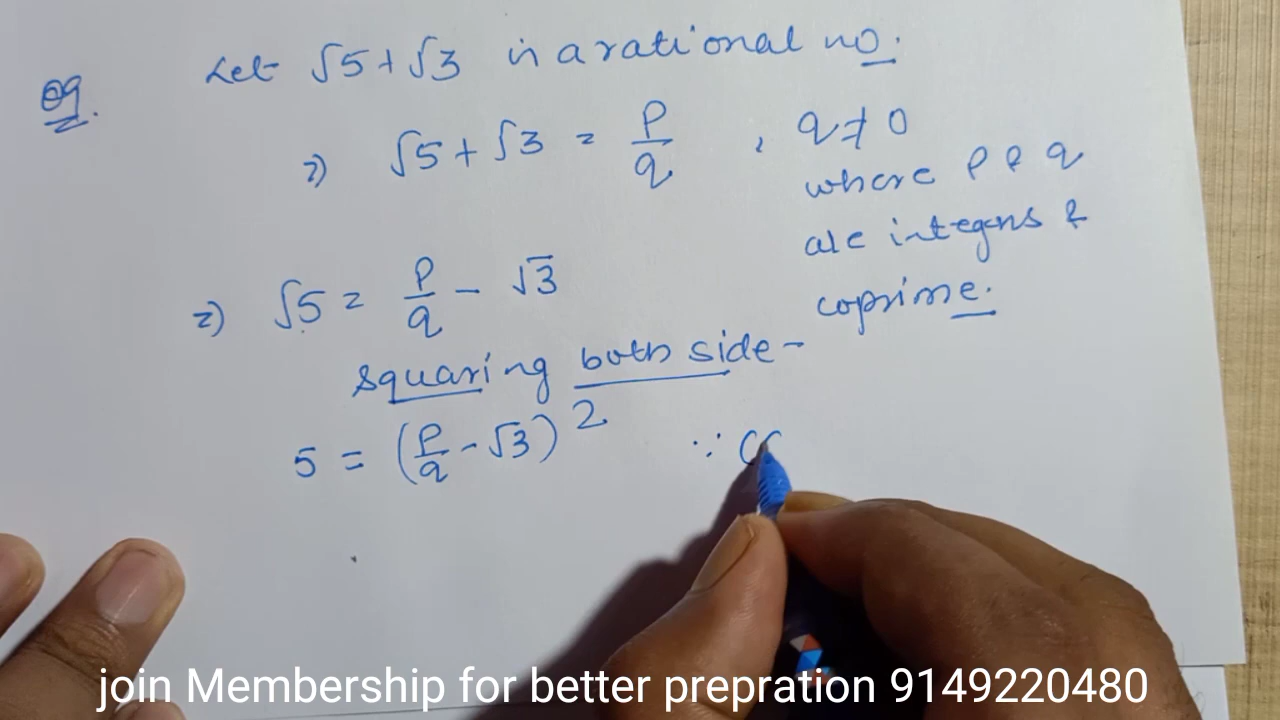 Let √5+√3 is a rational no.
Q9.
⇒ √5+√3 = p/q , q≠0
where p & q
are integers &
coprime.
⇒ √5 = p/q - √3
squaring both side-
5 = (p/q - √3)²
∵ (
join Membership for better prepration 9149220480